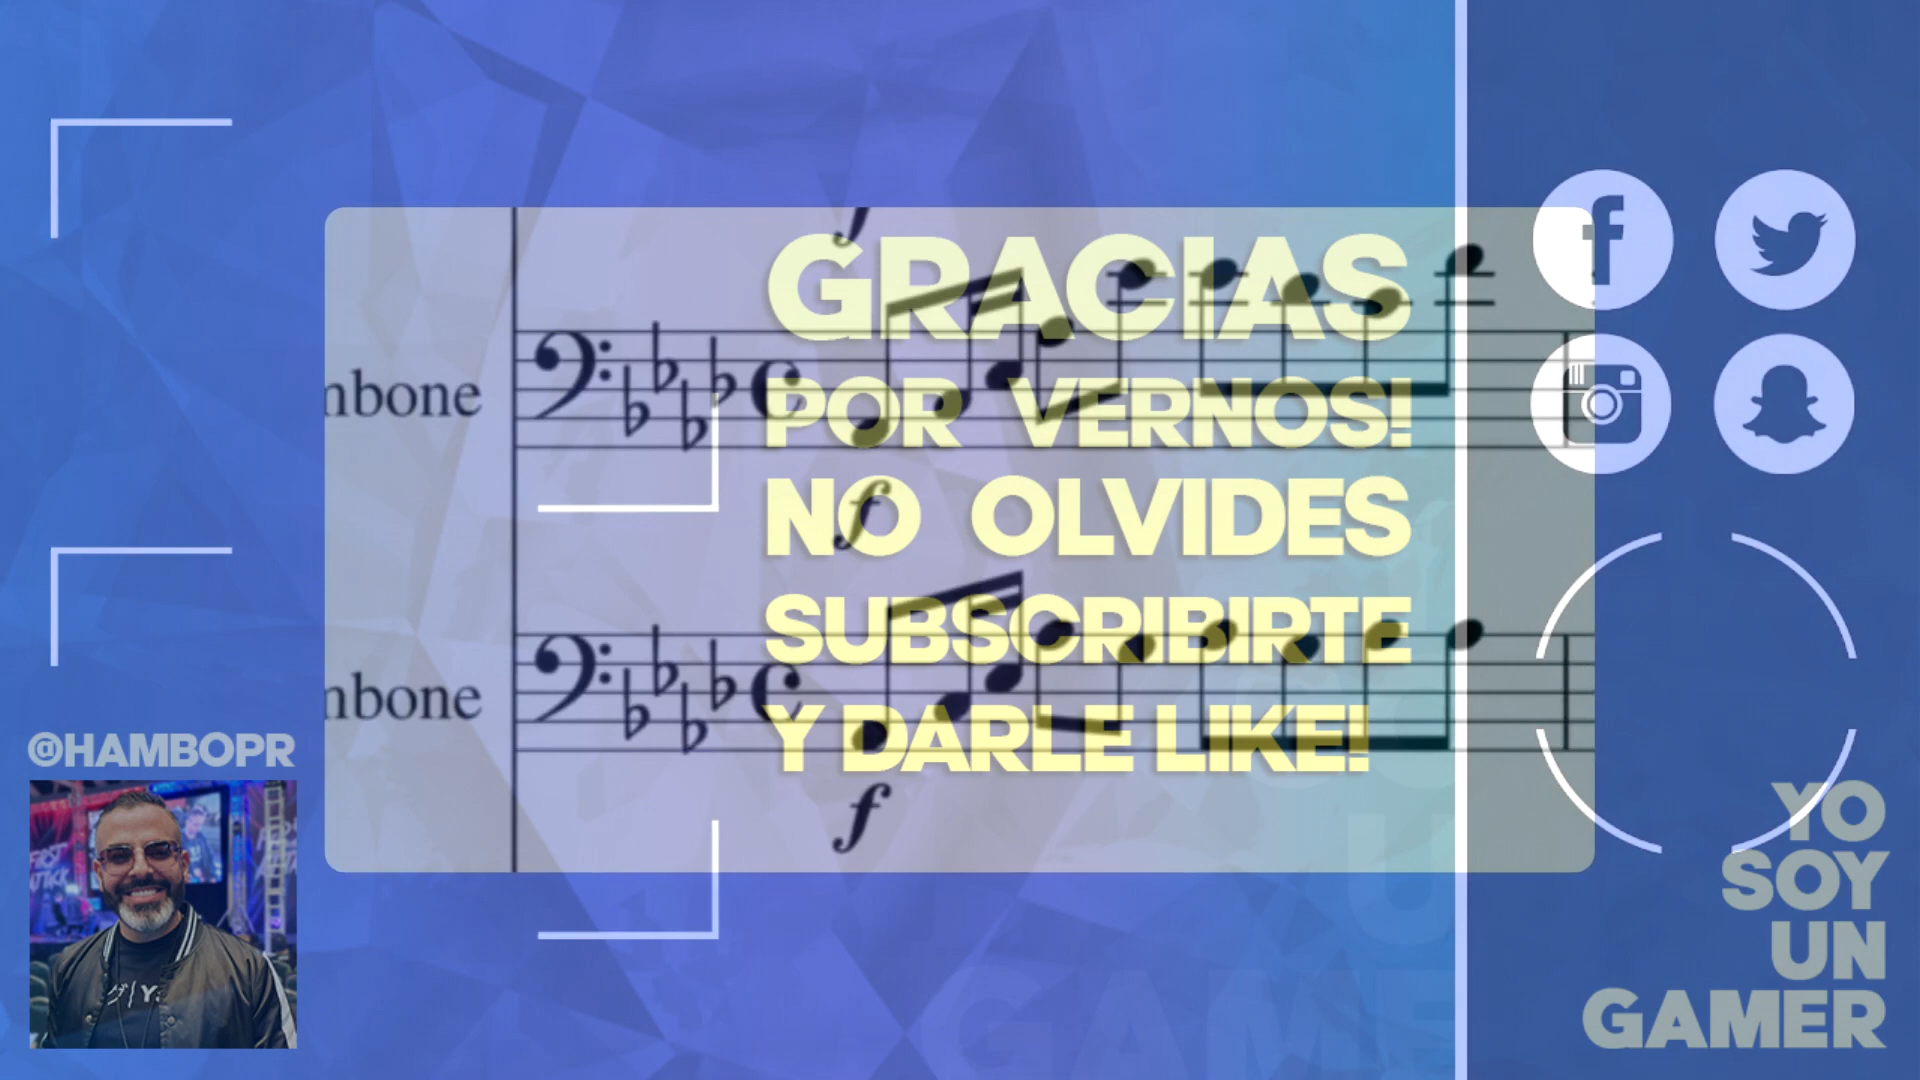 GRACIAS
POR VERNOS!
NO OLVIDES
SUBSCRIBIRTE
Y DARLE LIKE!
nbone
nbone
f
f
@HAMBOPR
YO
SOY
UN
GAMER